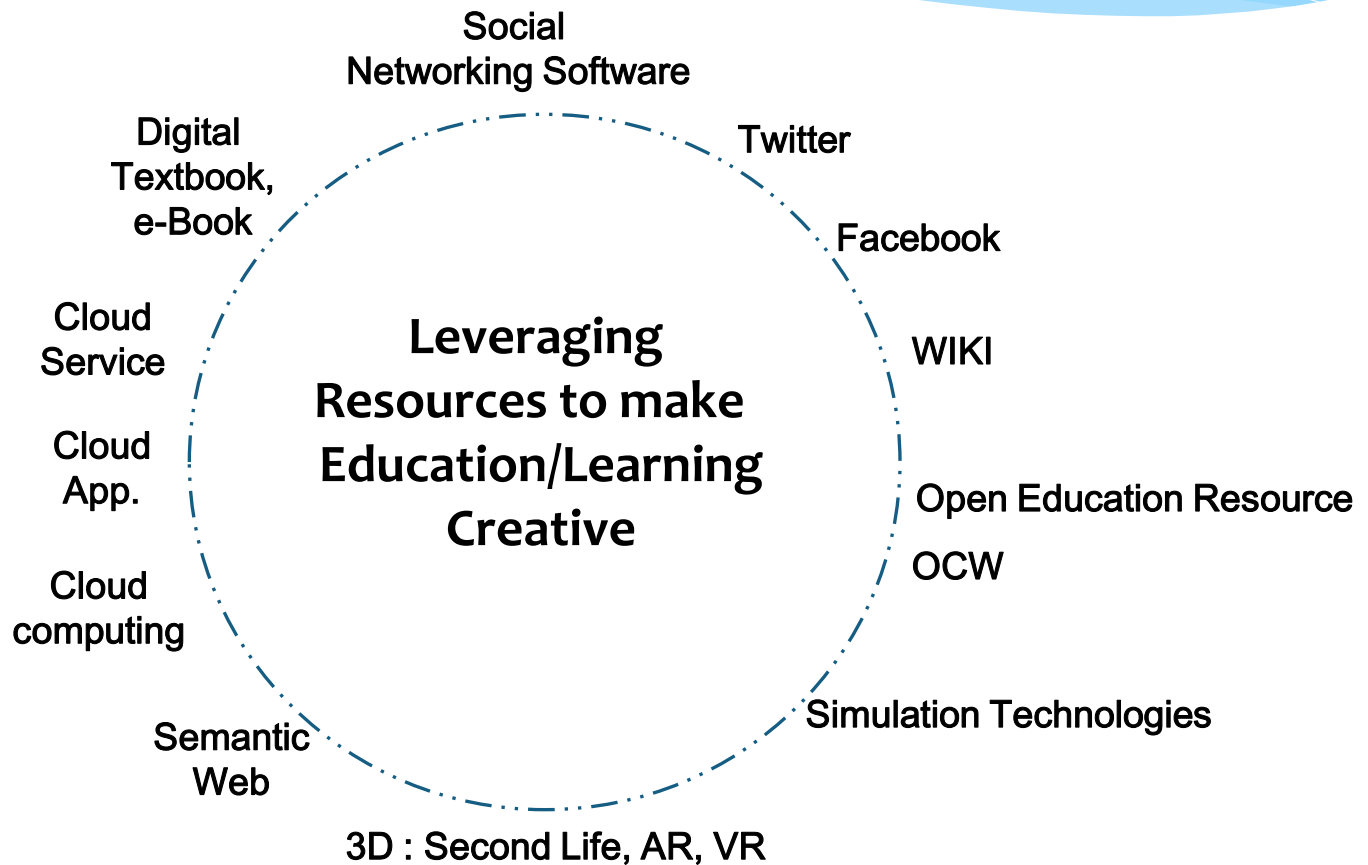 Social
Networking Software
Twitter
Facebook
WIKI
Open Education Resource
OCW
Simulation Technologies
3D : Second Life, AR, VR
Semantic
Web
Cloud
computing
Cloud
App.
Cloud
Service
Digital
Textbook,
e-Book
Leveraging
Resources to make
Education/Learning
Creative